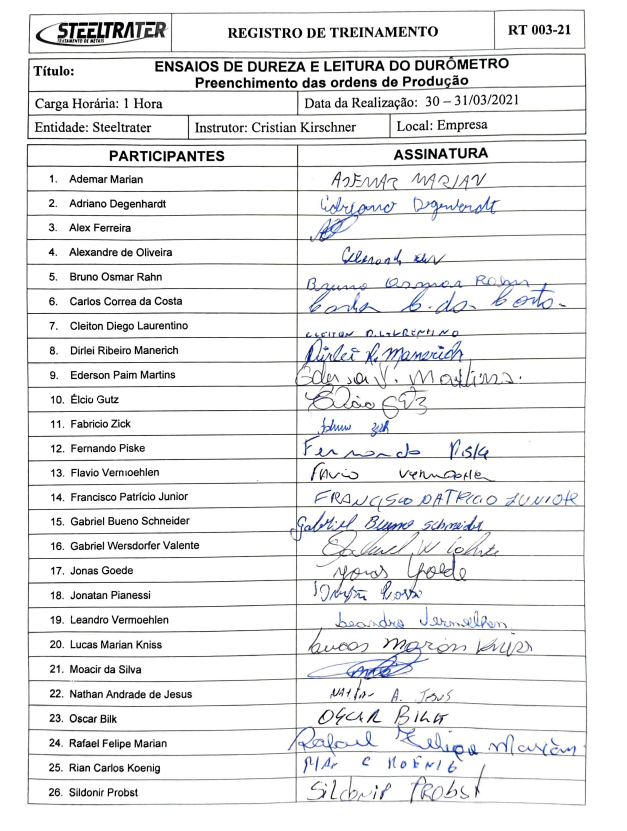 STEELTRATER
TRATAMENTO DE METAIS
REGISTRO DE TREINAMENTO
RT 003-21
Título: ENSAIOS DE DUREZA E LEITURA DO DURÔMETRO
Preenchimento das ordens de Produção
Carga Horária: 1 Hora Data da Realização: 30 – 31/03/2021
Entidade: Steeltrater Instrutor: Cristian Kirschner Local: Empresa
PARTICIPANTES ASSINATURA
1. Ademar Marian ADEMAR MARIAN
2. Adriano Degenhardt Adriano Degenhardt
3. Alex Ferreira
4. Alexandre de Oliveira
5. Bruno Osmar Rahn Bruno Osmar Rahn
6. Carlos Correa da Costa Carlos C. da Costa
7. Cleiton Diego Laurentino CLEITON D. LAURENTINO
8. Dirlei Ribeiro Manerich Dirlei R. Manerich
9. Ederson Paim Martins Martins
10. Élcio Gutz Élcio Gutz
11. Fabricio Zick Zick
12. Fernando Piske Fernando Piske
13. Flavio Vermoehlen Flavio
14. Francisco Patrício Junior FRANCISCO PATRICIO JUNIOR
15. Gabriel Bueno Schneider Gabriel Bueno Schneider
16. Gabriel Wersdorfer Valente Gabriel W
17. Jonas Goede Jonas Goede
18. Jonatan Pianessi
19. Leandro Vermoehlen Leandro
20. Lucas Marian Kniss Lucas Marian Kniss
21. Moacir da Silva
22. Nathan Andrade de Jesus A. Jesus
23. Oscar Bilk OSCAR BILK
24. Rafael Felipe Marian Rafael Felipe Marian
25. Rian Carlos Koenig RIAN C KOENIG
26. Sildonir Probst Sildonir PROBST